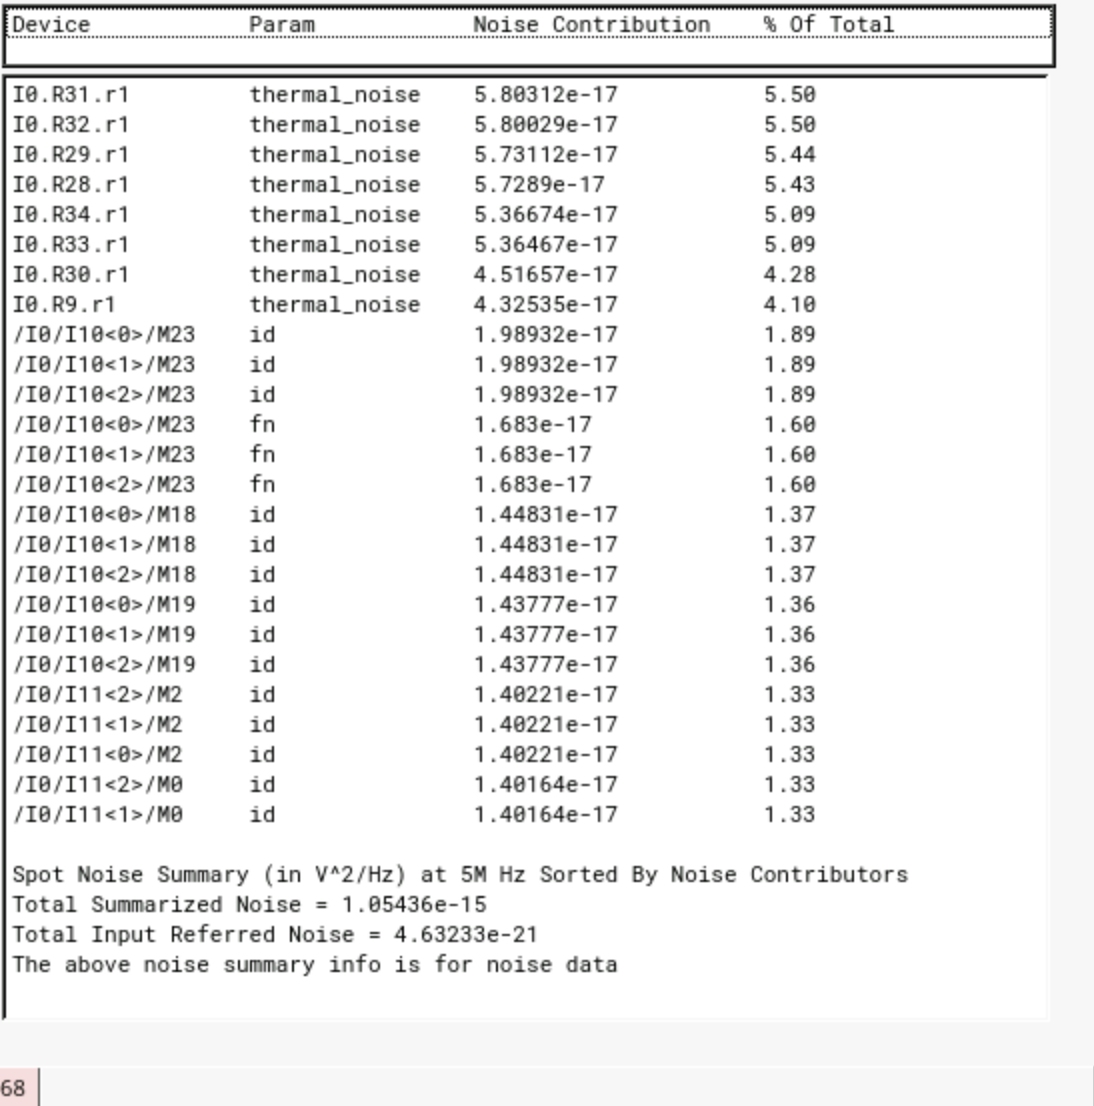 Device Param Noise Contribution % Of Total
I0.R31.r1 thermal_noise 5.80312e-17 5.50
I0.R32.r1 thermal_noise 5.80029e-17 5.50
I0.R29.r1 thermal_noise 5.73112e-17 5.44
I0.R28.r1 thermal_noise 5.7289e-17 5.43
I0.R34.r1 thermal_noise 5.36674e-17 5.09
I0.R33.r1 thermal_noise 5.36467e-17 5.09
I0.R30.r1 thermal_noise 4.51657e-17 4.28
I0.R9.r1 thermal_noise 4.32535e-17 4.10
/I0/I10<0>/M23 id 1.98932e-17 1.89
/I0/I10<1>/M23 id 1.98932e-17 1.89
/I0/I10<2>/M23 id 1.98932e-17 1.89
/I0/I10<0>/M23 fn 1.683e-17 1.60
/I0/I10<1>/M23 fn 1.683e-17 1.60
/I0/I10<2>/M23 fn 1.683e-17 1.60
/I0/I10<0>/M18 id 1.44831e-17 1.37
/I0/I10<1>/M18 id 1.44831e-17 1.37
/I0/I10<2>/M18 id 1.44831e-17 1.37
/I0/I10<0>/M19 id 1.43777e-17 1.36
/I0/I10<1>/M19 id 1.43777e-17 1.36
/I0/I10<2>/M19 id 1.43777e-17 1.36
/I0/I11<2>/M2 id 1.40221e-17 1.33
/I0/I11<1>/M2 id 1.40221e-17 1.33
/I0/I11<0>/M2 id 1.40221e-17 1.33
/I0/I11<2>/M0 id 1.40164e-17 1.33
/I0/I11<1>/M0 id 1.40164e-17 1.33
Spot Noise Summary (in V^2/Hz) at 5M Hz Sorted By Noise Contributors
Total Summarized Noise = 1.05436e-15
Total Input Referred Noise = 4.63233e-21
The above noise summary info is for noise data
68